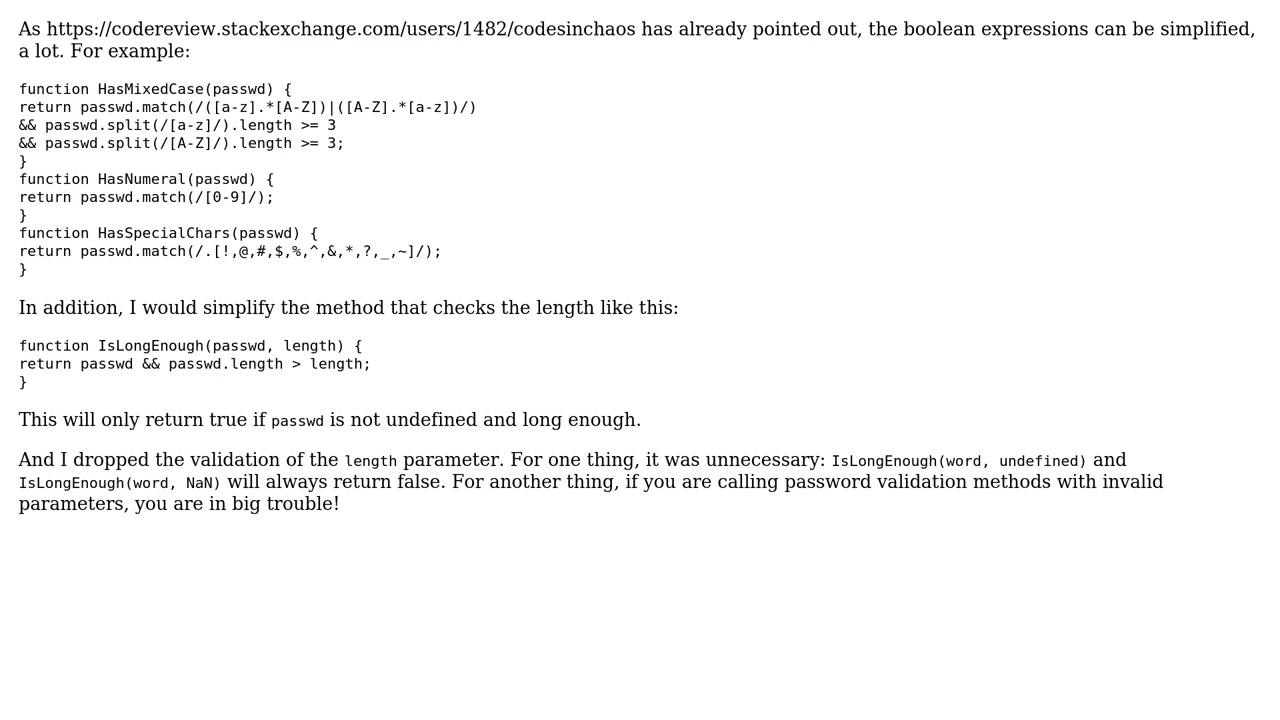 As https://codereview.stackexchange.com/users/1482/codesinchaos has already pointed out, the boolean expressions can be simplified,
a lot. For example:
function HasMixedCase(passwd) {
return passwd.match(/([a-z].*[A-Z])|([A-Z].*[a-z])/)
&& passwd.split(/[a-z]/).length >= 3
&& passwd.split(/[A-Z]/).length >= 3;
}
function HasNumeral(passwd) {
return passwd.match(/[0-9]/);
}
function HasSpecialChars(passwd) {
return passwd.match(/.[!,@,#,$,%,^,&,*,?,_,~]/);
}
In addition, I would simplify the method that checks the length like this:
function IsLongEnough(passwd, length) {
return passwd && passwd.length > length;
}
This will only return true if passwd is not undefined and long enough.
And I dropped the validation of the length parameter. For one thing, it was unnecessary: IsLongEnough(word, undefined) and
IsLongEnough(word, NaN) will always return false. For another thing, if you are calling password validation methods with invalid
parameters, you are in big trouble!